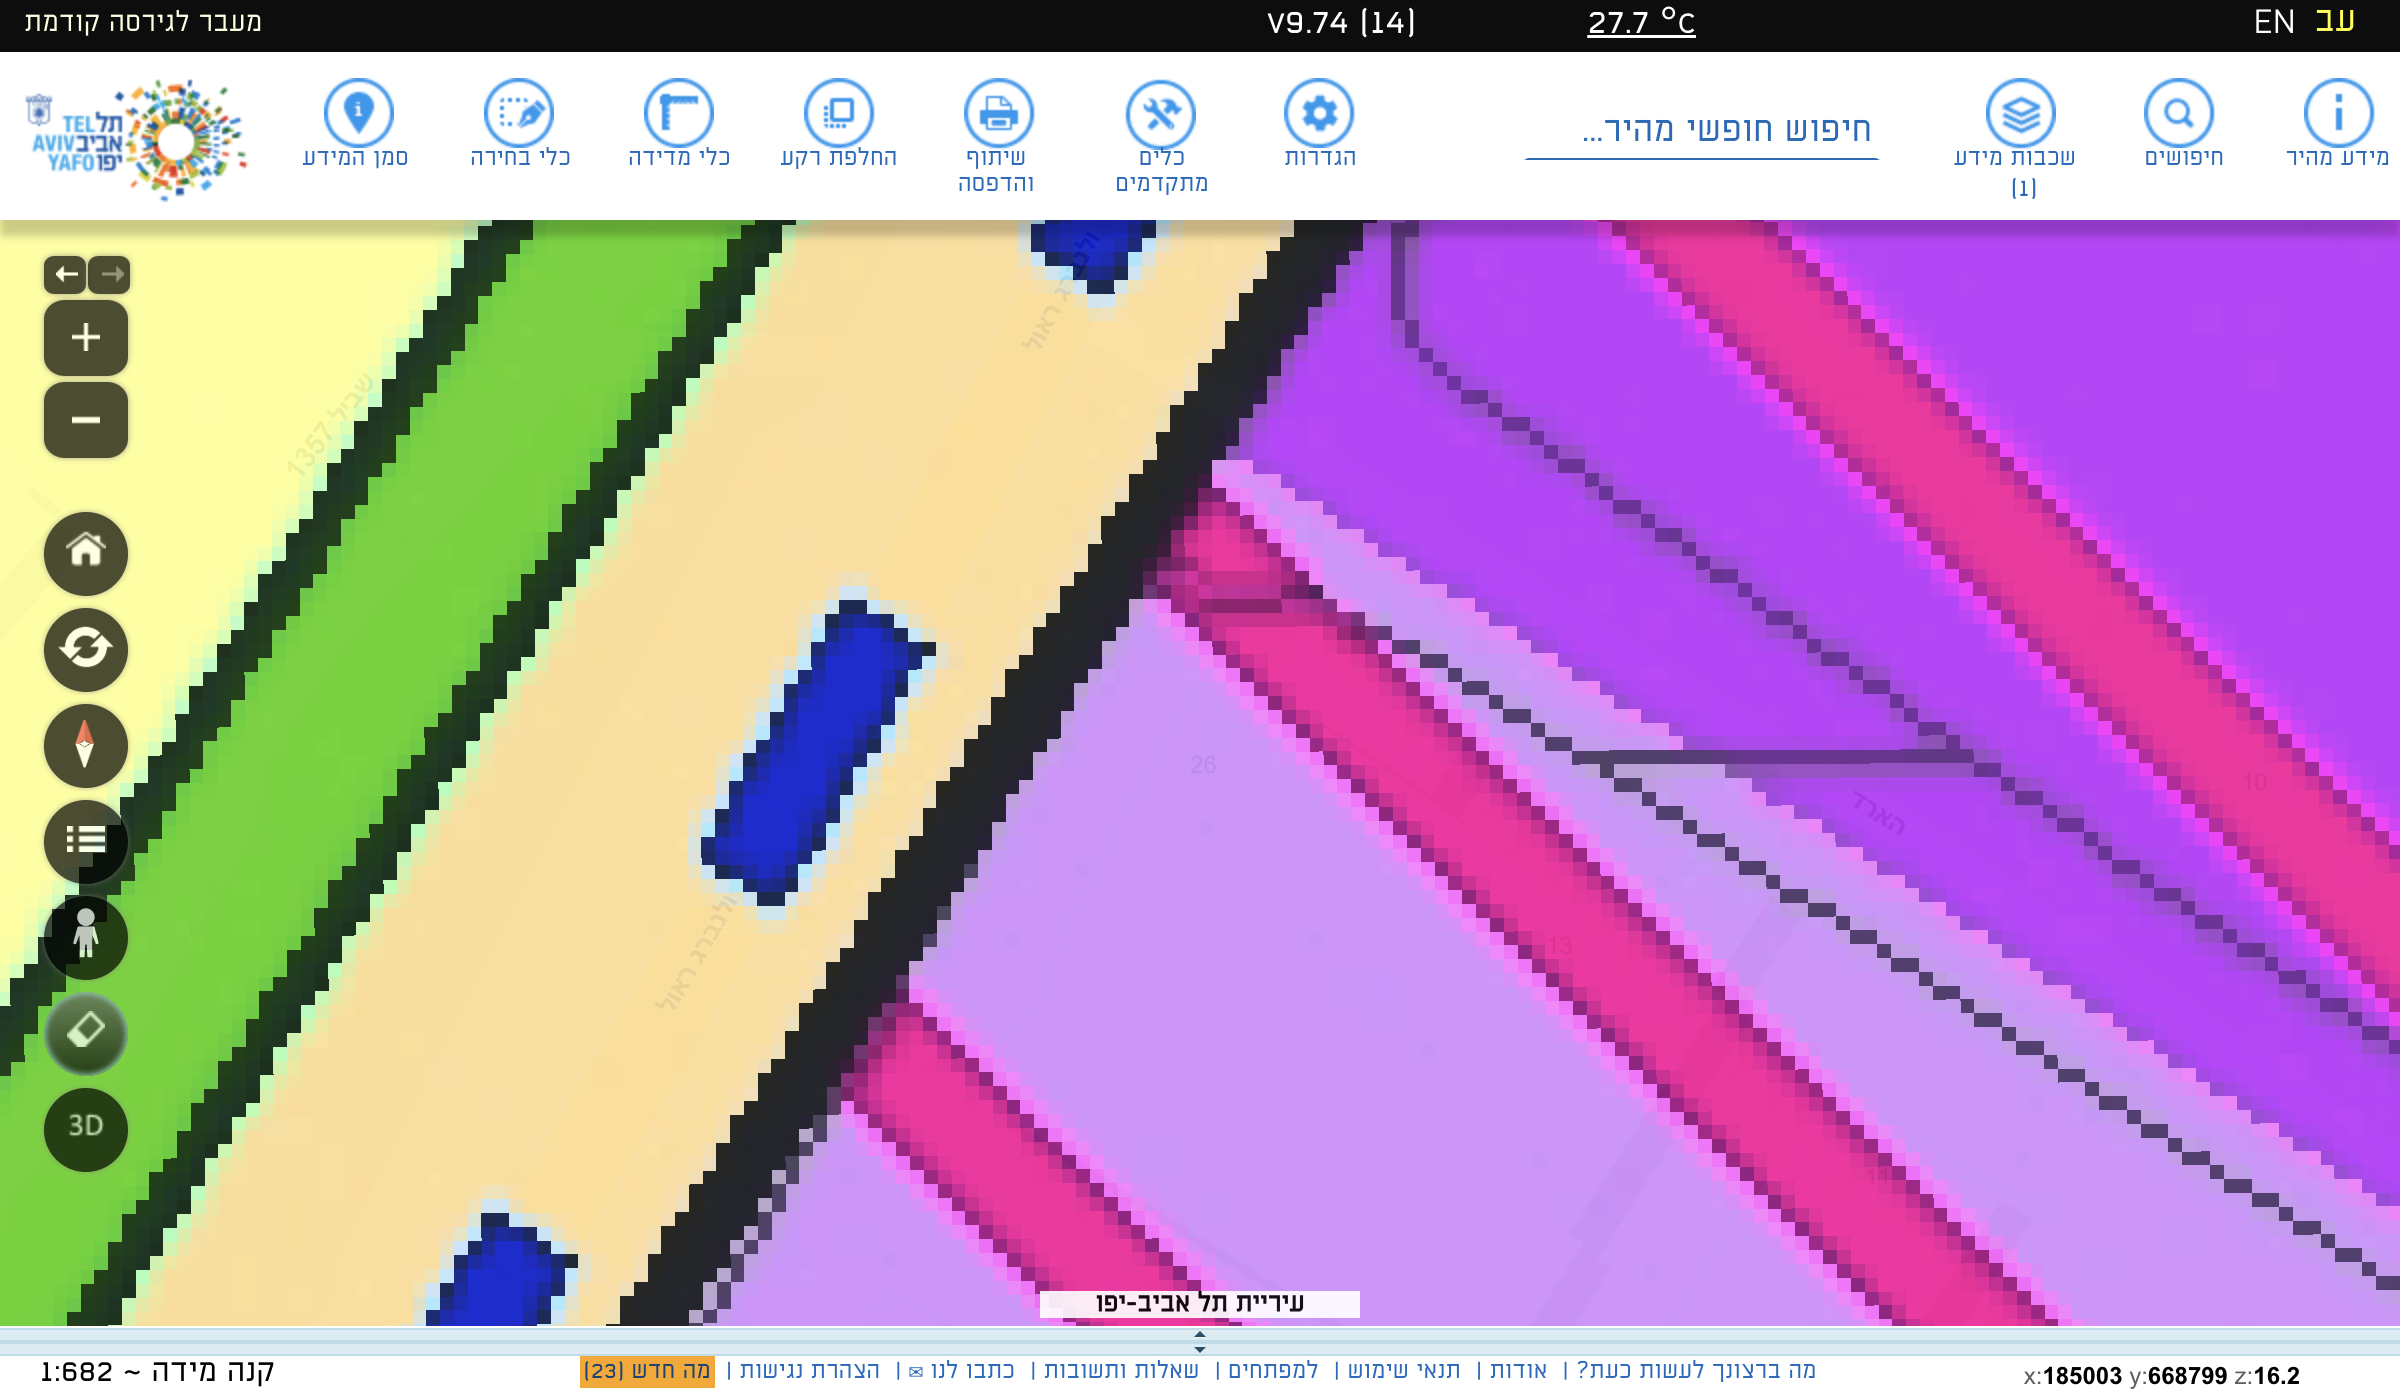 עב EN
27.7 °C
V9.74 (14)
מעבר לגירסה קודמת
מידע מהיר
חיפושים
שכבות מידע
(1)
חיפוש חופשי מהיר...
הגדרות
כלים
מתקדמים
שיתוף
והדפסה
החלפת רקע
כלי מדידה
כלי בחירה
סמן המידע
תל
אביב
יפו
TEL
AVIV
YAFO
ולנברג ראול
שביל 1357
26
10
הארד
13
ולנברג ראול
11
3D
עיריית תל אביב-יפו
x:185003 y:668799 z:16.2
מה ברצונך לעשות כעת? | אודות | תנאי שימוש | למפתחים | שאלות ותשובות | כתבו לנו ✉ | הצהרת נגישות | מה חדש (23)
קנה מידה ~ 1:682